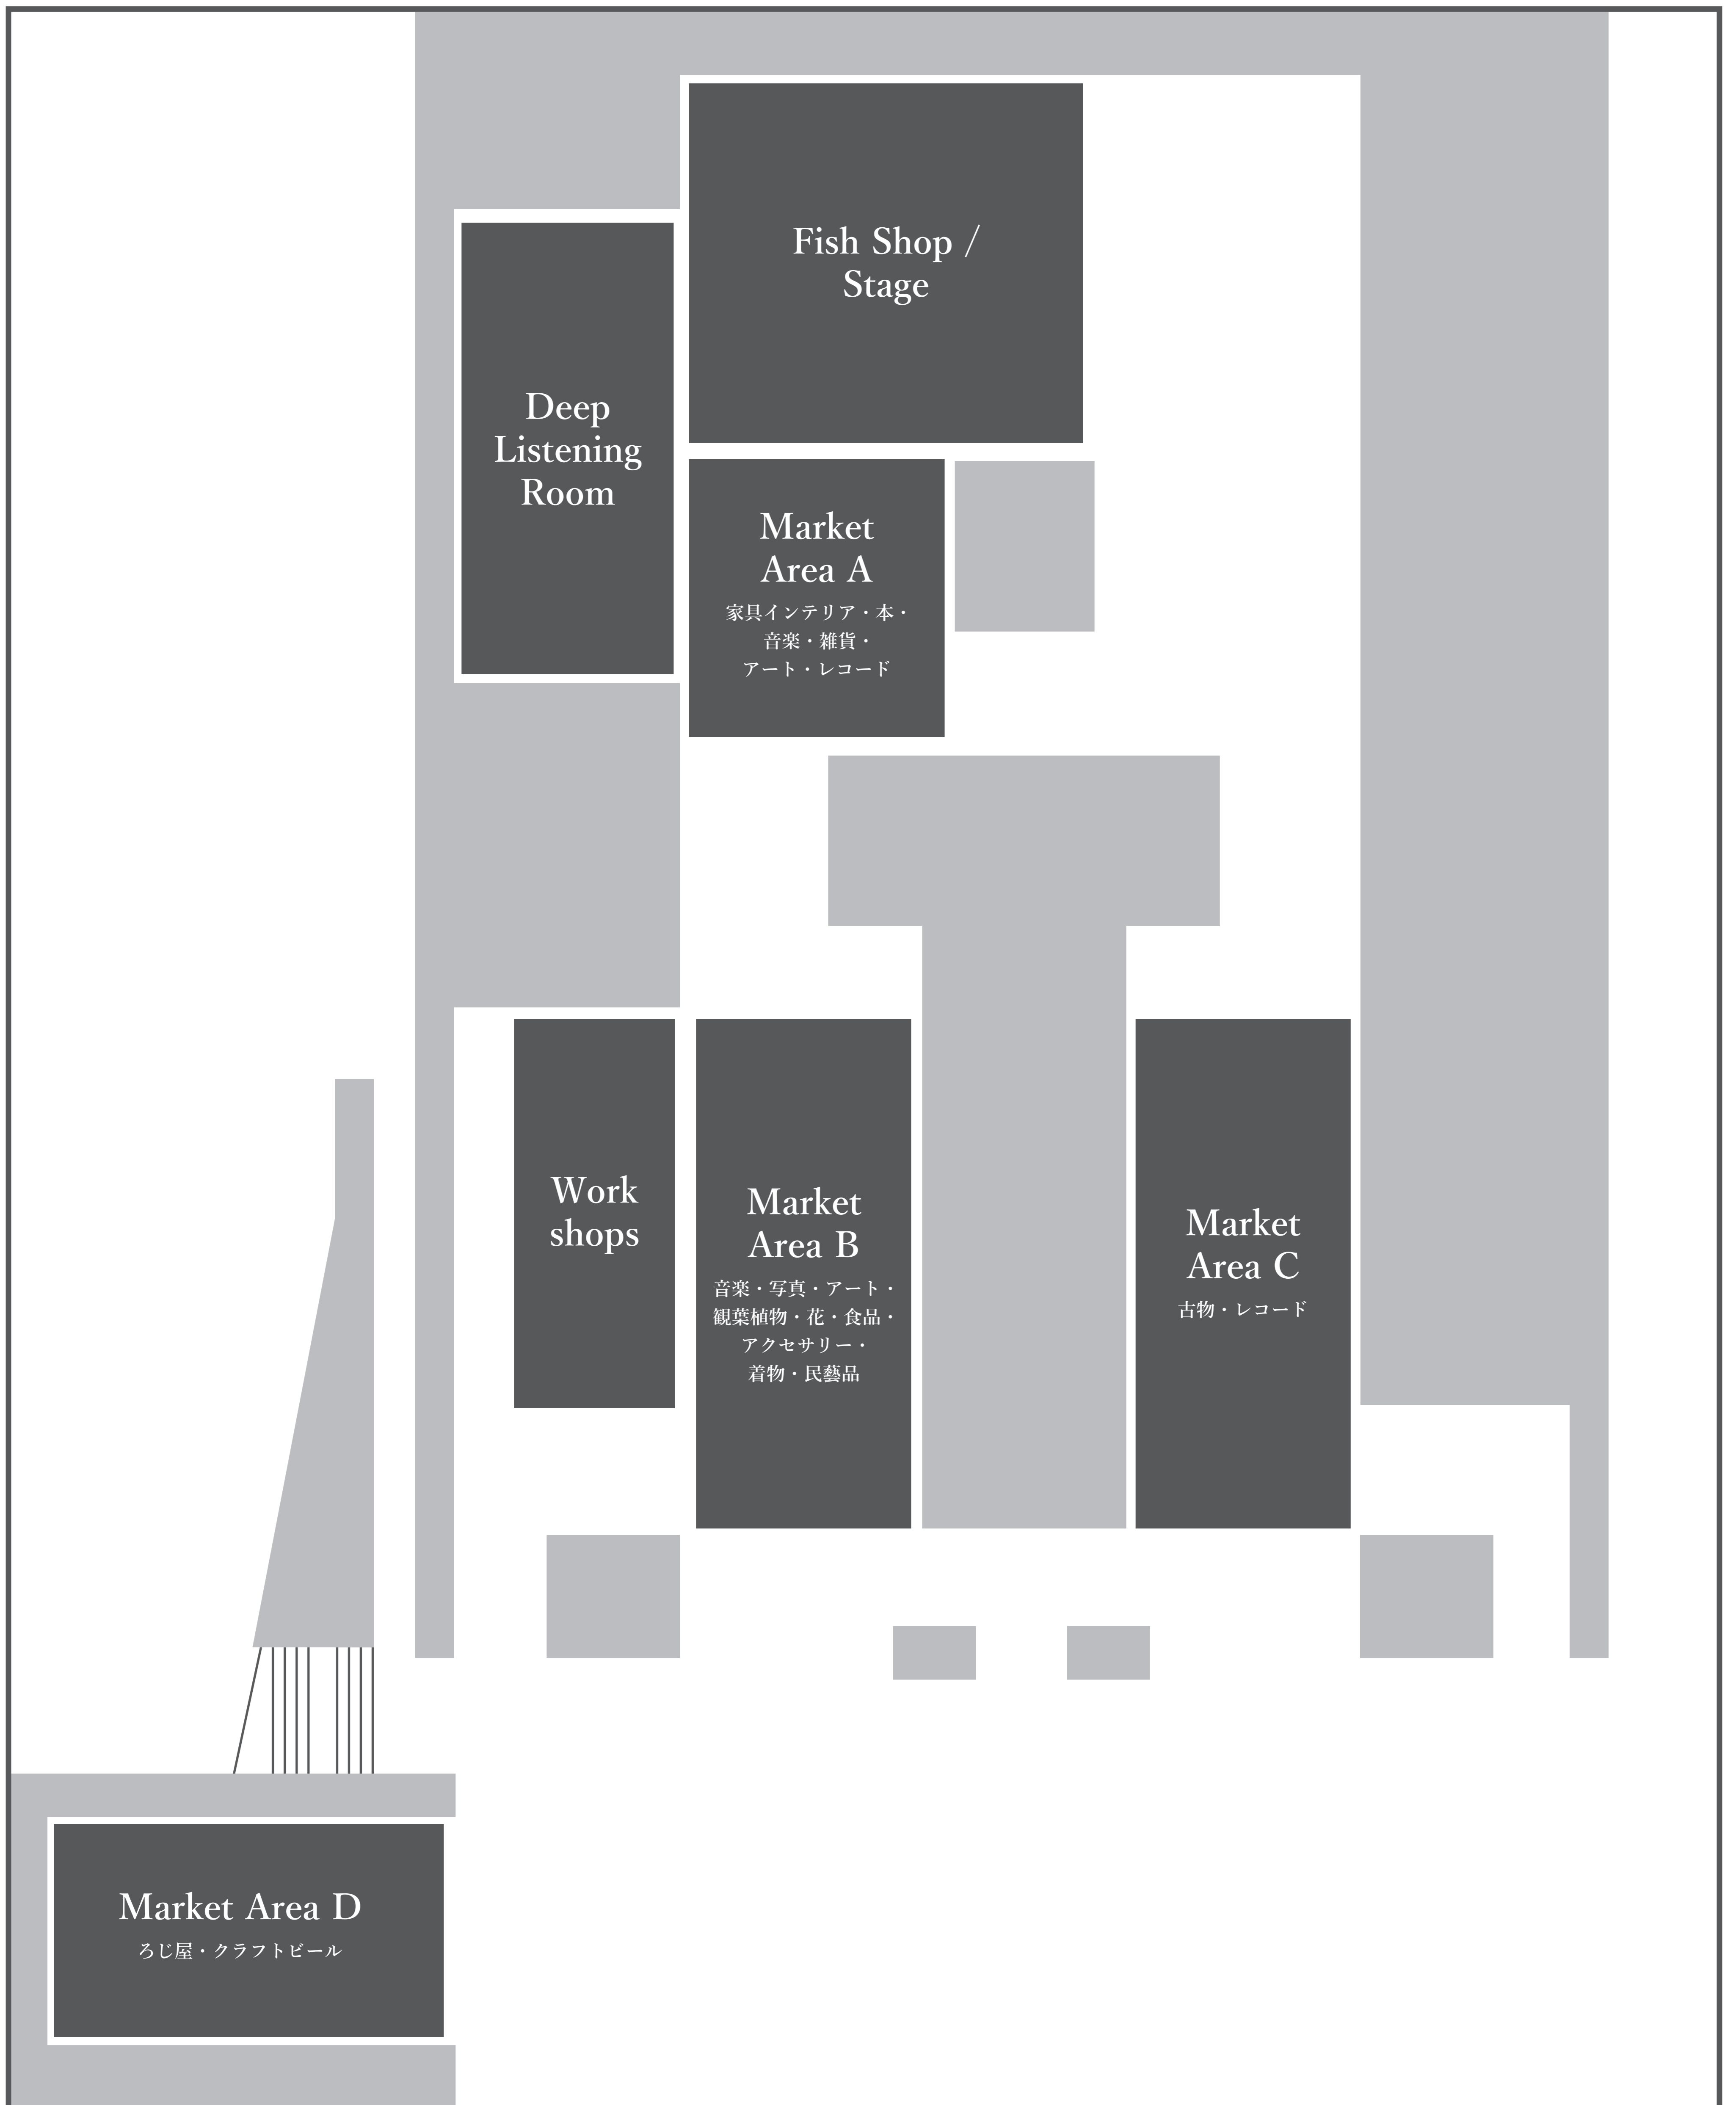 Fish Shop /
Stage
Deep
Listening
Room
Market
Area A
家具インテリア・本・
音楽・雑貨・
アート・レコード
Work
shops
Market
Area B
音楽・写真・アート・
観葉植物・花・食品・
アクセサリー・
着物・民藝品
Market
Area C
古物・レコード
Market Area D
ろじ屋・クラフトビール